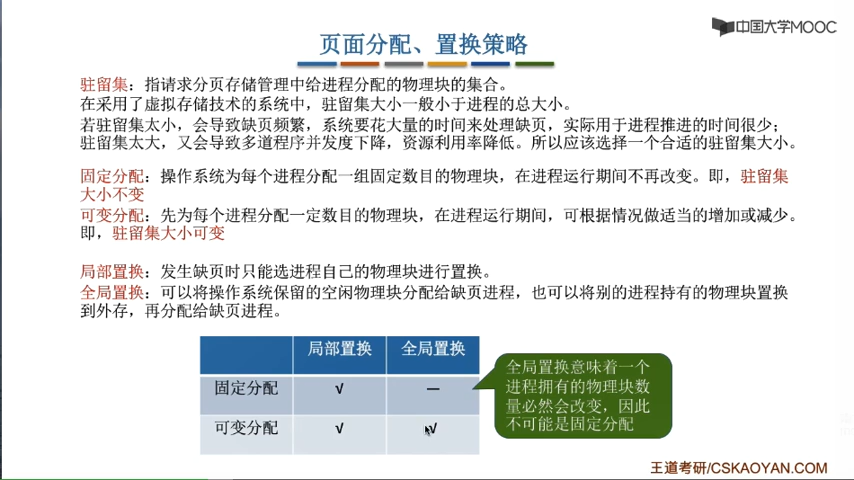 中国大学MOOC
页面分配、置换策略
驻留集：指请求分页存储管理中给进程分配的物理块的集合。
在采用了虚拟存储技术的系统中，驻留集大小一般小于进程的总大小。
若驻留集太小，会导致缺页频繁，系统要花大量的时间来处理缺页，实际用于进程推进的时间很少；
驻留集太大，又会导致多道程序并发度下降，资源利用率降低。所以应该选择一个合适的驻留集大小。
固定分配：操作系统为每个进程分配一组固定数目的物理块，在进程运行期间不再改变。即，驻留集
大小不变
可变分配：先为每个进程分配一定数目的物理块，在进程运行期间，可根据情况做适当的增加或减少。
即，驻留集大小可变
局部置换：发生缺页时只能选进程自己的物理块进行置换。
全局置换：可以将操作系统保留的空闲物理块分配给缺页进程，也可以将别的进程持有的物理块置换
到外存，再分配给缺页进程。
局部置换 全局置换
固定分配 √ —
可变分配 √ √
全局置换意味着一个
进程拥有的物理块数
量必然会改变，因此
不可能是固定分配
王道考研/CSKAOYAN.COM